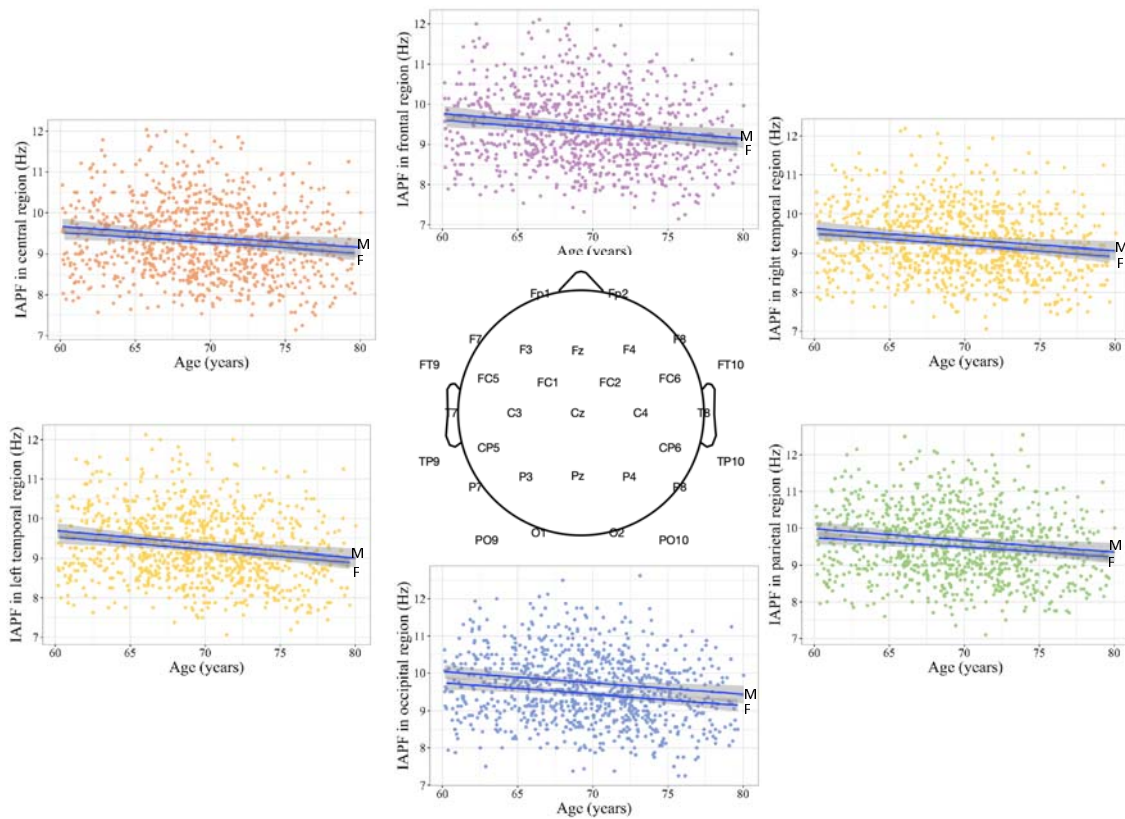 IAPF in frontal region (Hz)
12
11
10
9
8
7
M
F
60 65 70 75 80
Age (years)
IAPF in central region (Hz)
12
11
10
9
8
7
M
F
60 65 70 75 80
Age (years)
IAPF in right temporal region (Hz)
12
11
10
9
8
7
M
F
60 65 70 75 80
Age (years)
Fp1 Fp2
F7 F3 Fz F4 F8
FT9 FC5 FC1 FC2 FC6 FT10
T7 C3 Cz C4 T8
TP9 CP5 CP6 TP10
P7 P3 Pz P4 P8
PO9 O1 O2 PO10
IAPF in left temporal region (Hz)
12
11
10
9
8
7
M
F
60 65 70 75 80
Age (years)
IAPF in parietal region (Hz)
12
11
10
9
8
7
M
F
60 65 70 75 80
Age (years)
IAPF in occipital region (Hz)
12
11
10
9
8
7
M
F
60 65 70 75 80
Age (years)